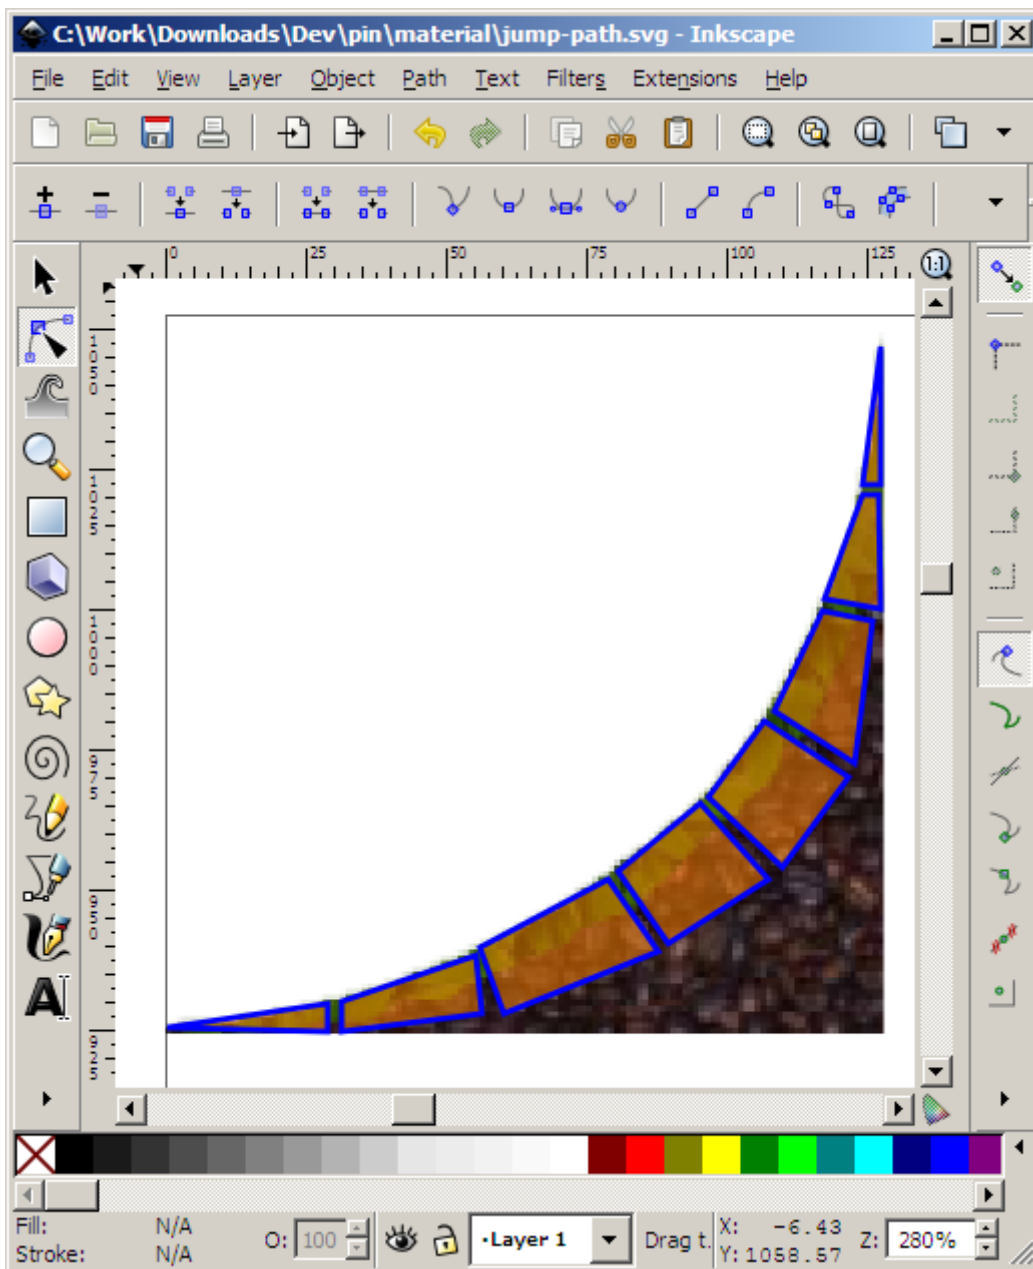 C:\Work\Downloads\Dev\pin\material\jump-path.svg - Inkscape
File Edit View Layer Object Path Text Filters Extensions Help
0 25 50 75 100 125
1:1
1050
1025
1000
975
950
925
A
Fill: N/A O: 100 •Layer 1 Drag t. X: -6.43 Z: 280%
Stroke: N/A Y: 1058.57